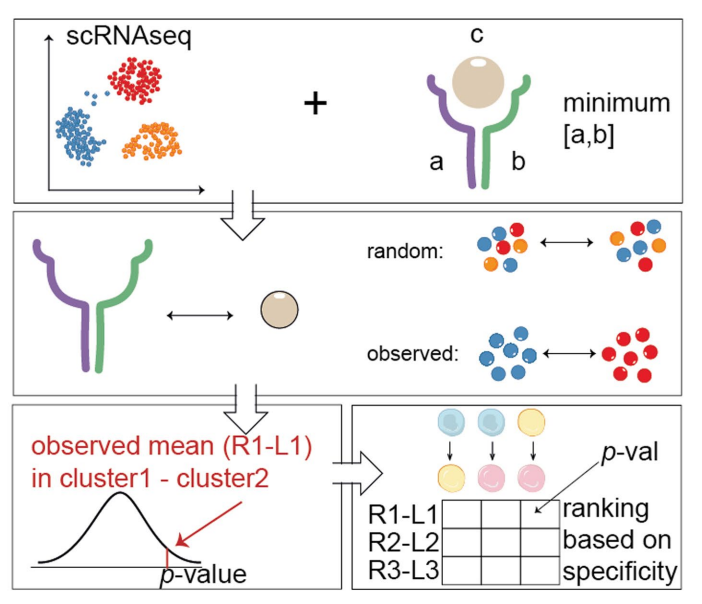 scRNAseq
+
c
minimum
[a,b]
a
b
random:
observed:
observed mean (R1-L1)
in cluster1 - cluster2
p-value
p-val
R1-L1
R2-L2
R3-L3
ranking
based on
specificity